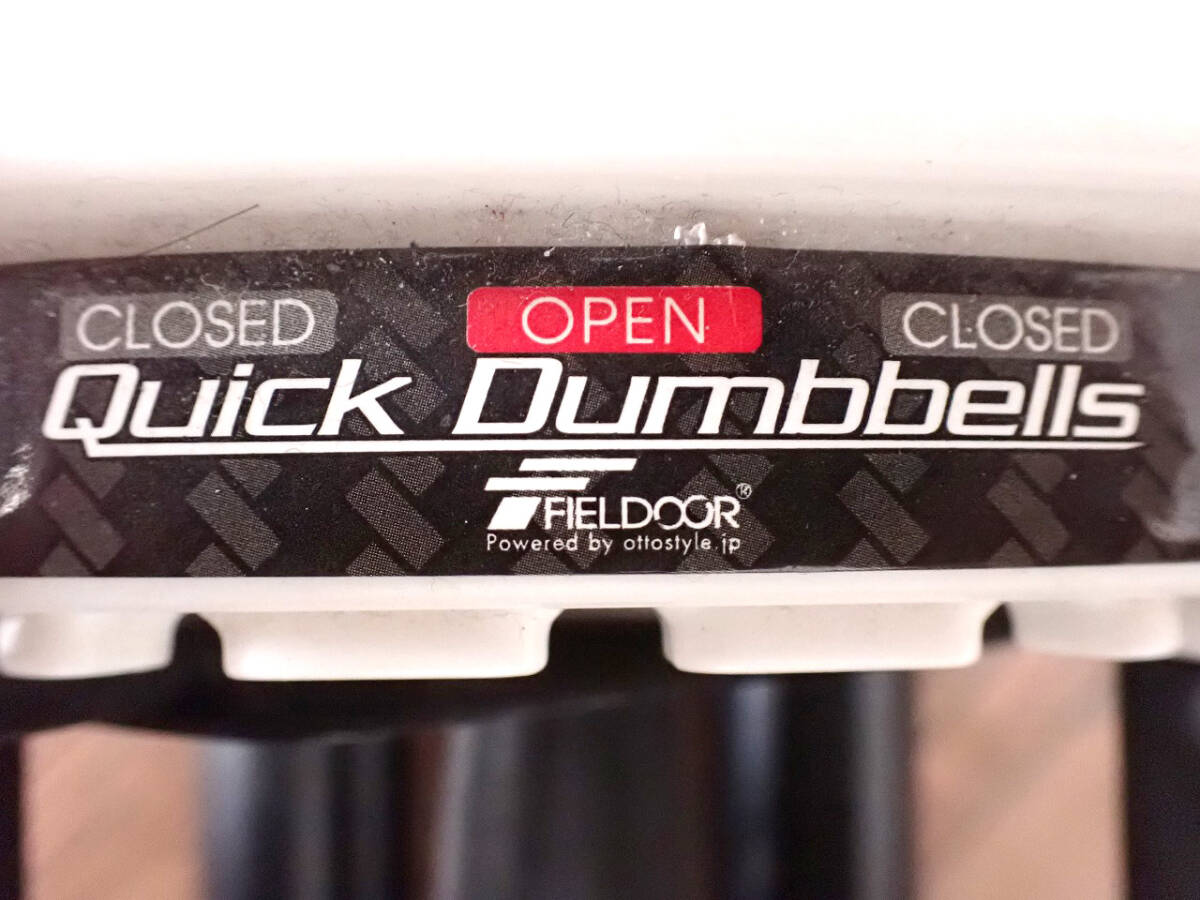 CLOSED OPEN CLOSED
Quick Dumbbells
FIELDOOR®
Powered by ottostyle.jp